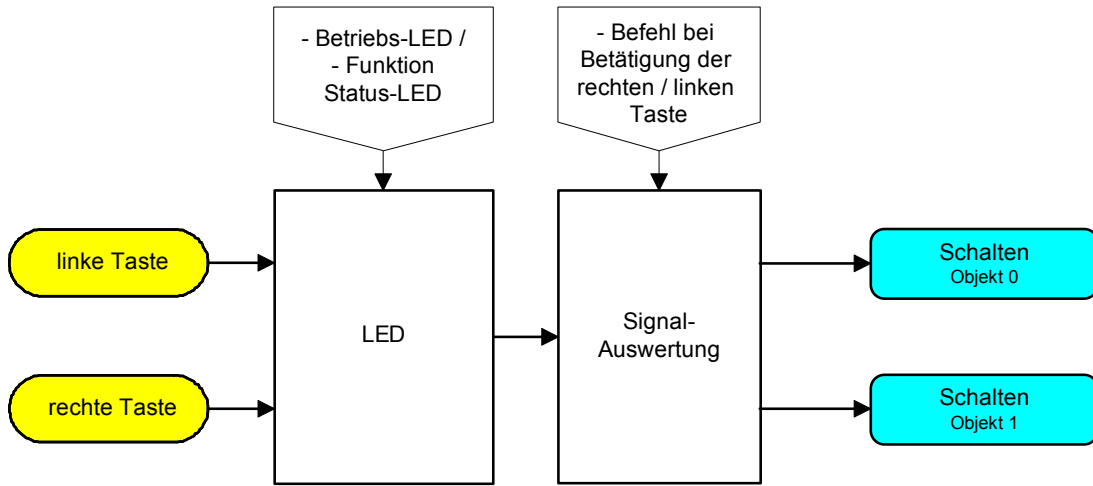 - Betriebs-LED /
- Funktion
Status-LED
- Befehl bei
Betätigung der
rechten / linken
Taste
linke Taste
rechte Taste
LED
Signal-
Auswertung
Schalten
Objekt 0
Schalten
Objekt 1